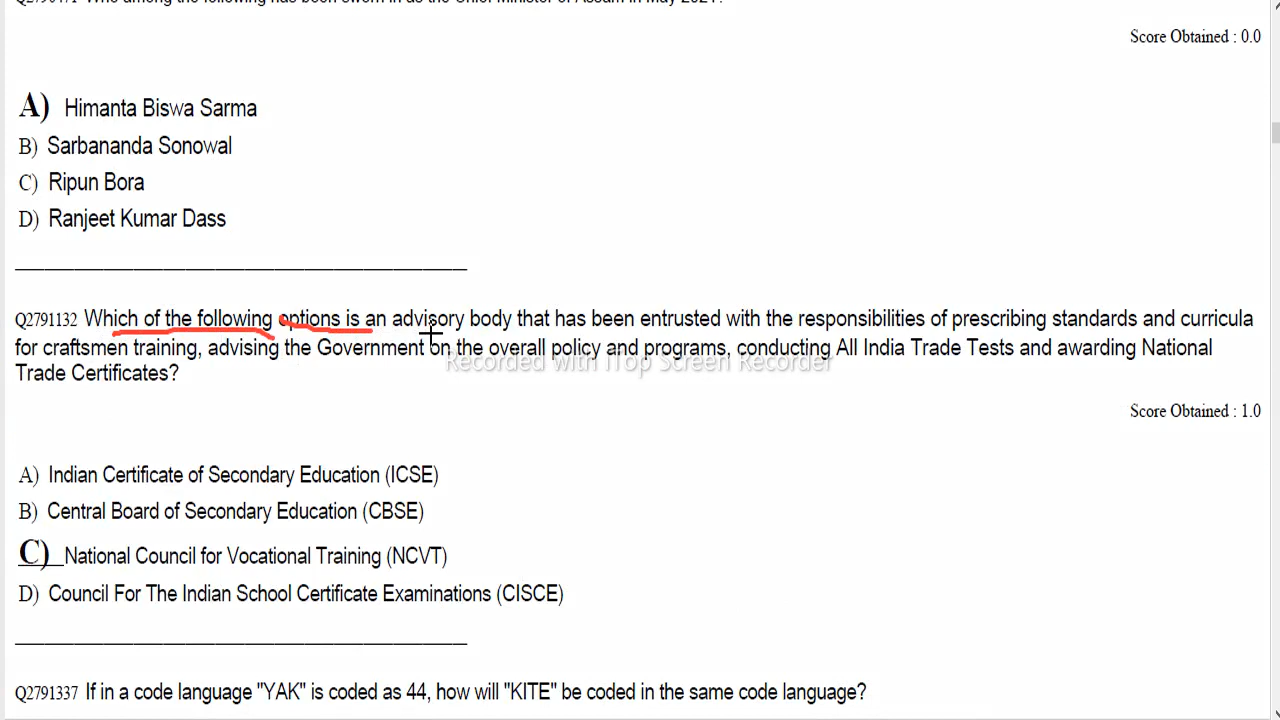 Score Obtained : 0.0
A) Himanta Biswa Sarma
B) Sarbananda Sonowal
C) Ripun Bora
D) Ranjeet Kumar Dass
Q2791132 Which of the following options is an advisory body that has been entrusted with the responsibilities of prescribing standards and curricula
for craftsmen training, advising the Government on the overall policy and programs, conducting All India Trade Tests and awarding National
Recorded with iTop Screen Recorder
Trade Certificates?
Score Obtained : 1.0
A) Indian Certificate of Secondary Education (ICSE)
B) Central Board of Secondary Education (CBSE)
C) National Council for Vocational Training (NCVT)
D) Council For The Indian School Certificate Examinations (CISCE)
Q2791337 If in a code language "YAK" is coded as 44, how will "KITE" be coded in the same code language?